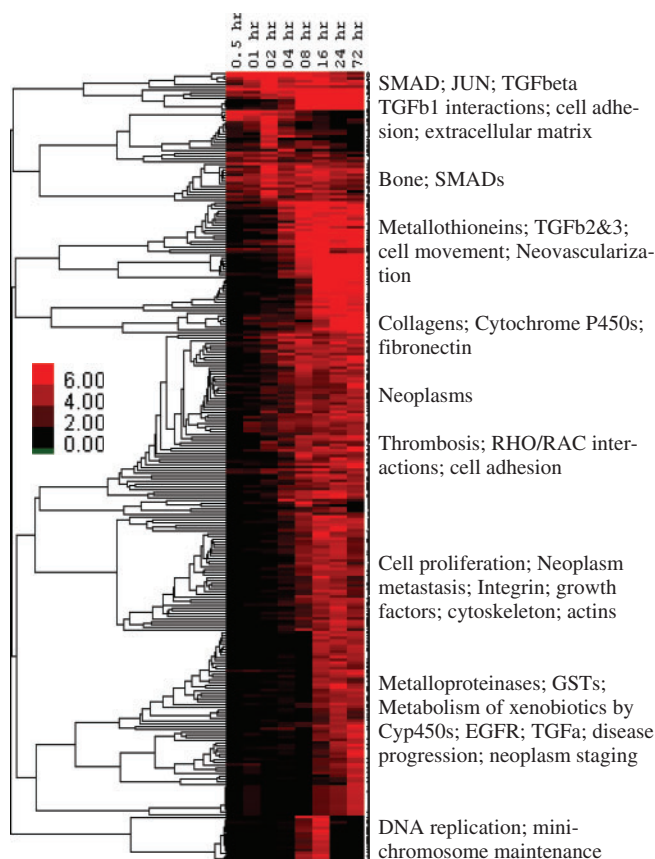 0.5 hr
01 hr
02 hr
04 hr
08 hr
16 hr
24 hr
72 hr
SMAD; JUN; TGFbeta
TGFb1 interactions; cell adhe-
sion; extracellular matrix
Bone; SMADs
Metallothioneins; TGFb2&3;
cell movement; Neovasculariza-
tion
Collagens; Cytochrome P450s;
fibronectin
6.00
4.00
2.00
0.00
Neoplasms
Thrombosis; RHO/RAC inter-
actions; cell adhesion
Cell proliferation; Neoplasm
metastasis; Integrin; growth
factors; cytoskeleton; actins
Metalloproteinases; GSTs;
Metabolism of xenobiotics by
Cyp450s; EGFR; TGFa; disease
progression; neoplasm staging
DNA replication; mini-
chromosome maintenance